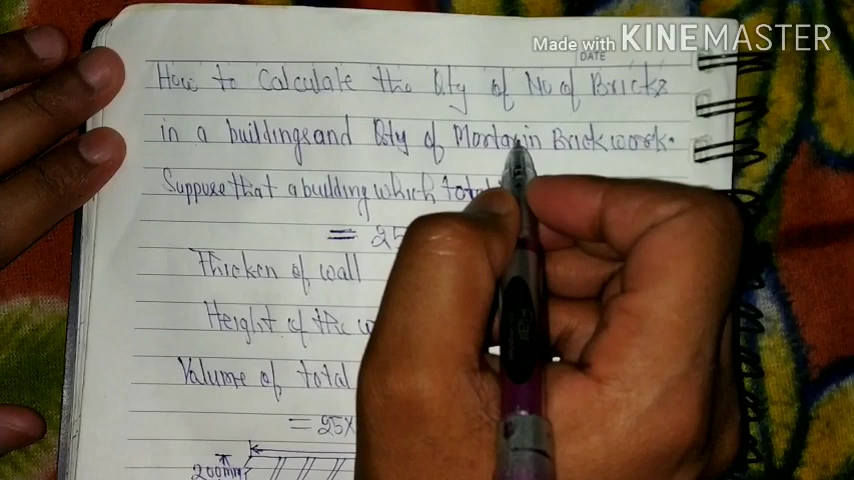 Made with KINEMASTER
DATE
How to Calculate the Qty of No of Bricks
in a buildings and Qty of Mortar in Brickwork.
Suppose that a building which total
= 25
Thicken of wall
Height of the w
Valume of total
= 25x
200mm